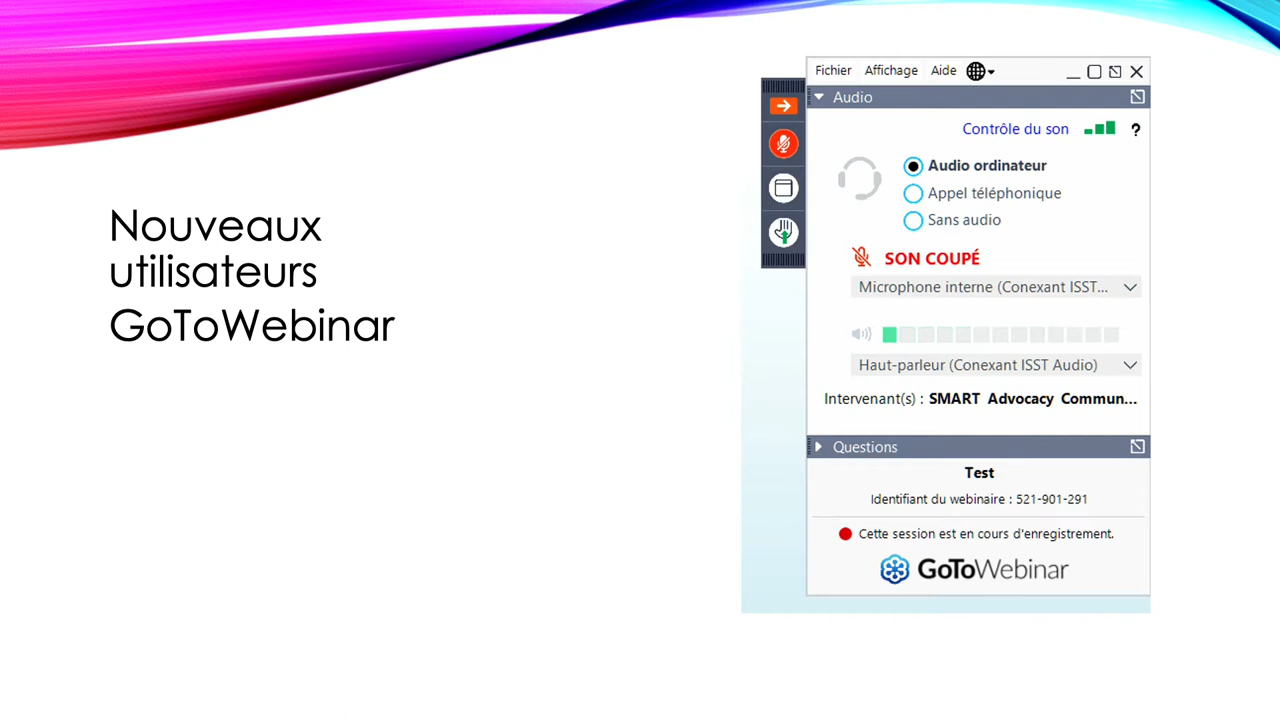 Nouveaux
utilisateurs
GoToWebinar
Fichier Affichage Aide
Audio
Contrôle du son ?
Audio ordinateur
Appel téléphonique
Sans audio
SON COUPÉ
Microphone interne (Conexant ISST...
Haut-parleur (Conexant ISST Audio)
Intervenant(s) : SMART Advocacy Commun...
Questions
Test
Identifiant du webinaire : 521-901-291
Cette session est en cours d'enregistrement.
GoToWebinar